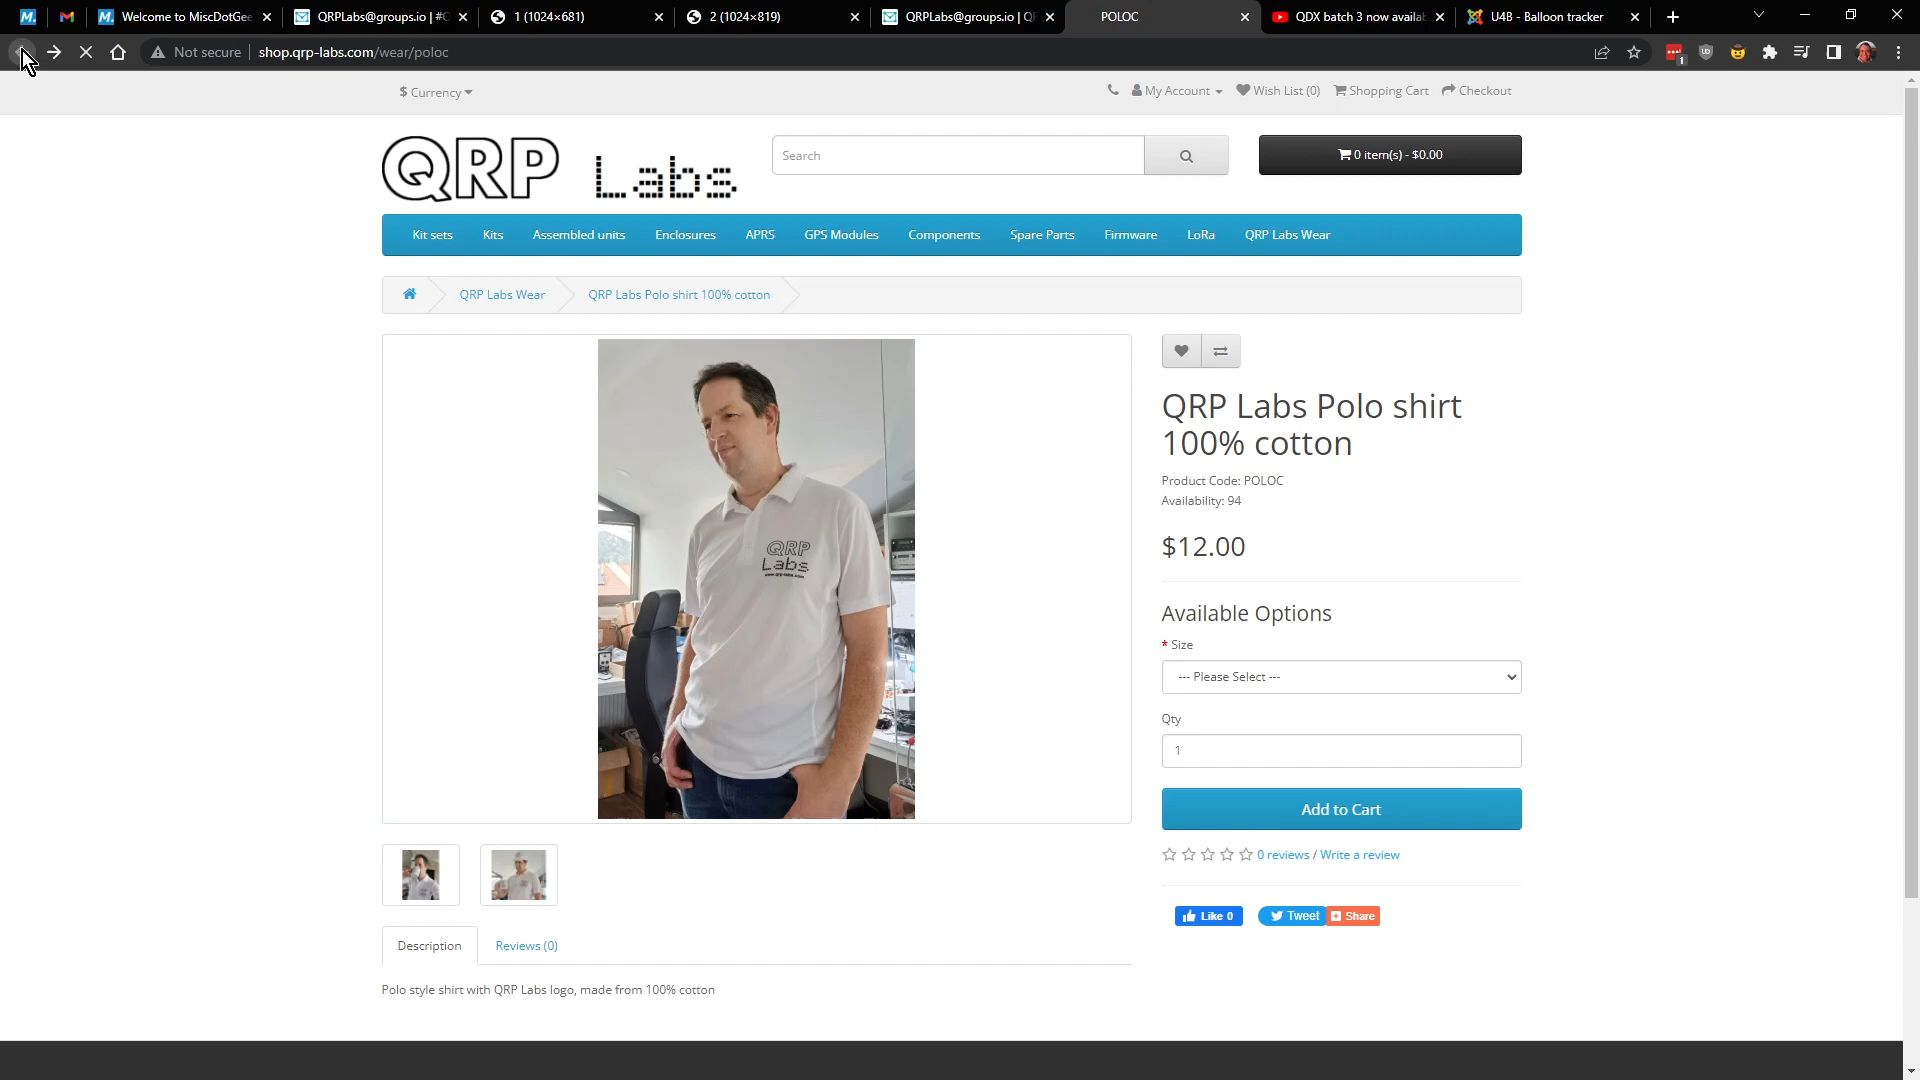 Welcome to MiscDotGee
QRPLabs@groups.io | #Q
1 (1024×681)
2 (1024×819)
QRPLabs@groups.io | Q
POLOC
QDX batch 3 now availa
U4B - Balloon tracker
Not secure shop.qrp-labs.com/wear/poloc
1
$ Currency
My Account
Wish List (0)
Shopping Cart
Checkout
QRP Labs
Search
0 item(s) - $0.00
Kit sets
Kits
Assembled units
Enclosures
APRS
GPS Modules
Components
Spare Parts
Firmware
LoRa
QRP Labs Wear
QRP Labs Wear
QRP Labs Polo shirt 100% cotton
QRP
Labs
www.qrp-labs.com
QRP Labs Polo shirt
100% cotton
Product Code: POLOC
Availability: 94
$12.00
Available Options
* Size
--- Please Select ---
Qty
1
Add to Cart
0 reviews / Write a review
Like 0
Tweet
Share
Description
Reviews (0)
Polo style shirt with QRP Labs logo, made from 100% cotton